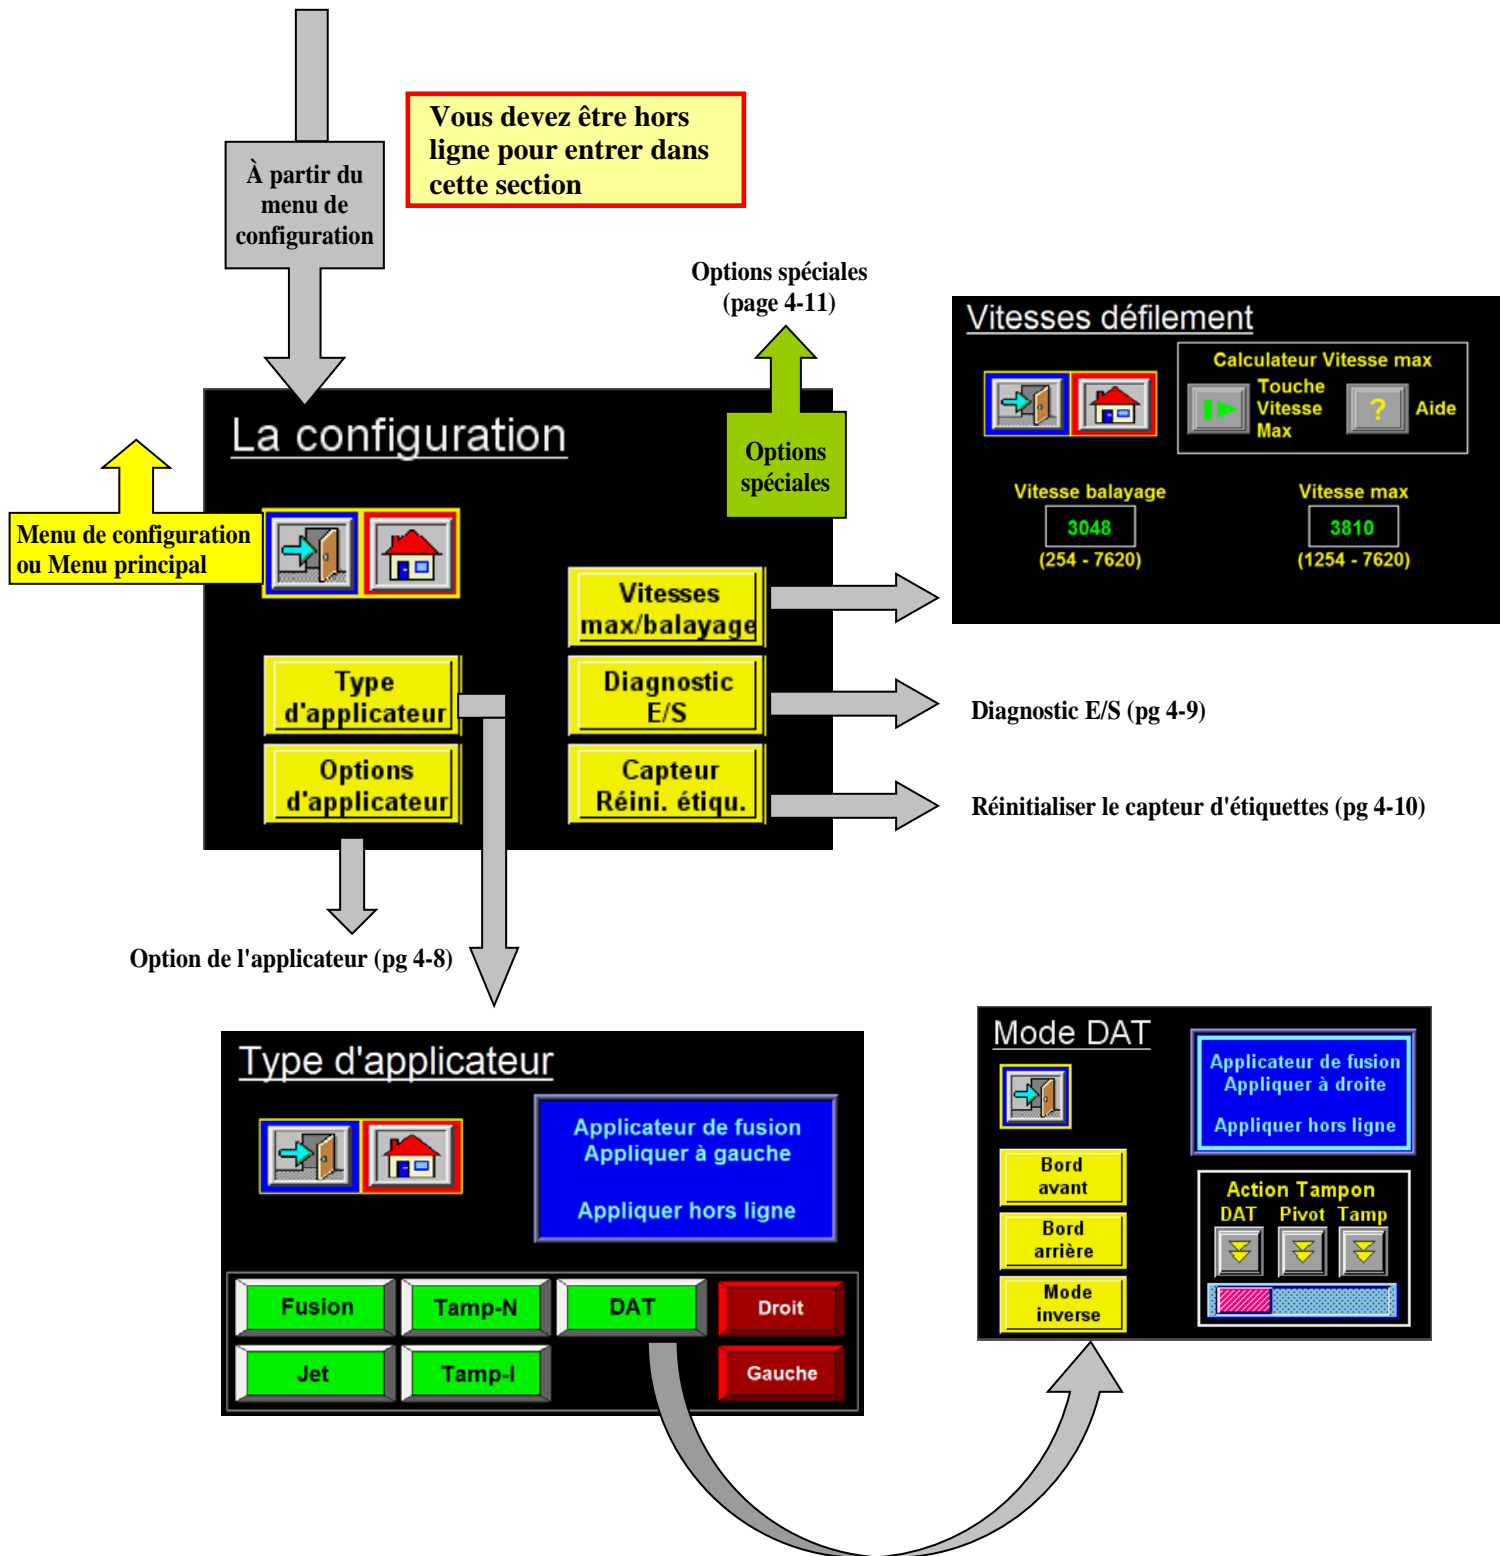 Vous devez être hors
ligne pour entrer dans
cette section
À partir du
menu de
configuration
Options spéciales
(page 4-11)
Options
spéciales
La configuration
Menu de configuration
ou Menu principal
Vitesses
max/balayage
Type
d'applicateur
Diagnostic
E/S
Options
d'applicateur
Capteur
Réini. étiqu.
Vitesses défilement
Calculateur Vitesse max
Touche
Vitesse
Max
?
Aide
Vitesse balayage
3048
(254 - 7620)
Vitesse max
3810
(1254 - 7620)
Diagnostic E/S (pg 4-9)
Réinitialiser le capteur d'étiquettes (pg 4-10)
Option de l'applicateur (pg 4-8)
Type d'applicateur
Applicateur de fusion
Appliquer à gauche
Appliquer hors ligne
Fusion
Tamp-N
DAT
Droit
Jet
Tamp-I
Gauche
Mode DAT
Applicateur de fusion
Appliquer à droite
Appliquer hors ligne
Bord
avant
Bord
arrière
Mode
inverse
Action Tampon
DAT Pivot Tamp